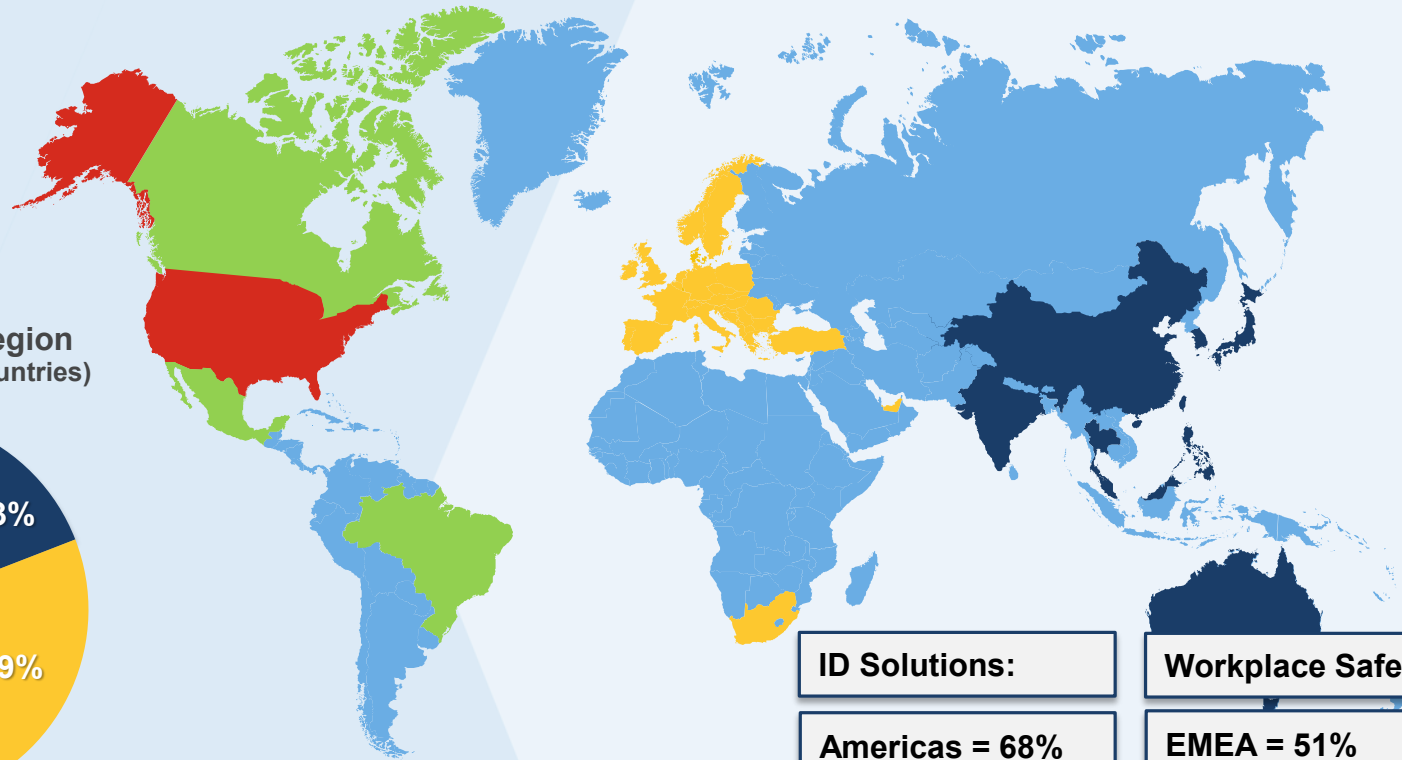 egion
untries)
3%
9%
ID Solutions:
Workplace Safe
Americas = 68%
EMEA = 51%